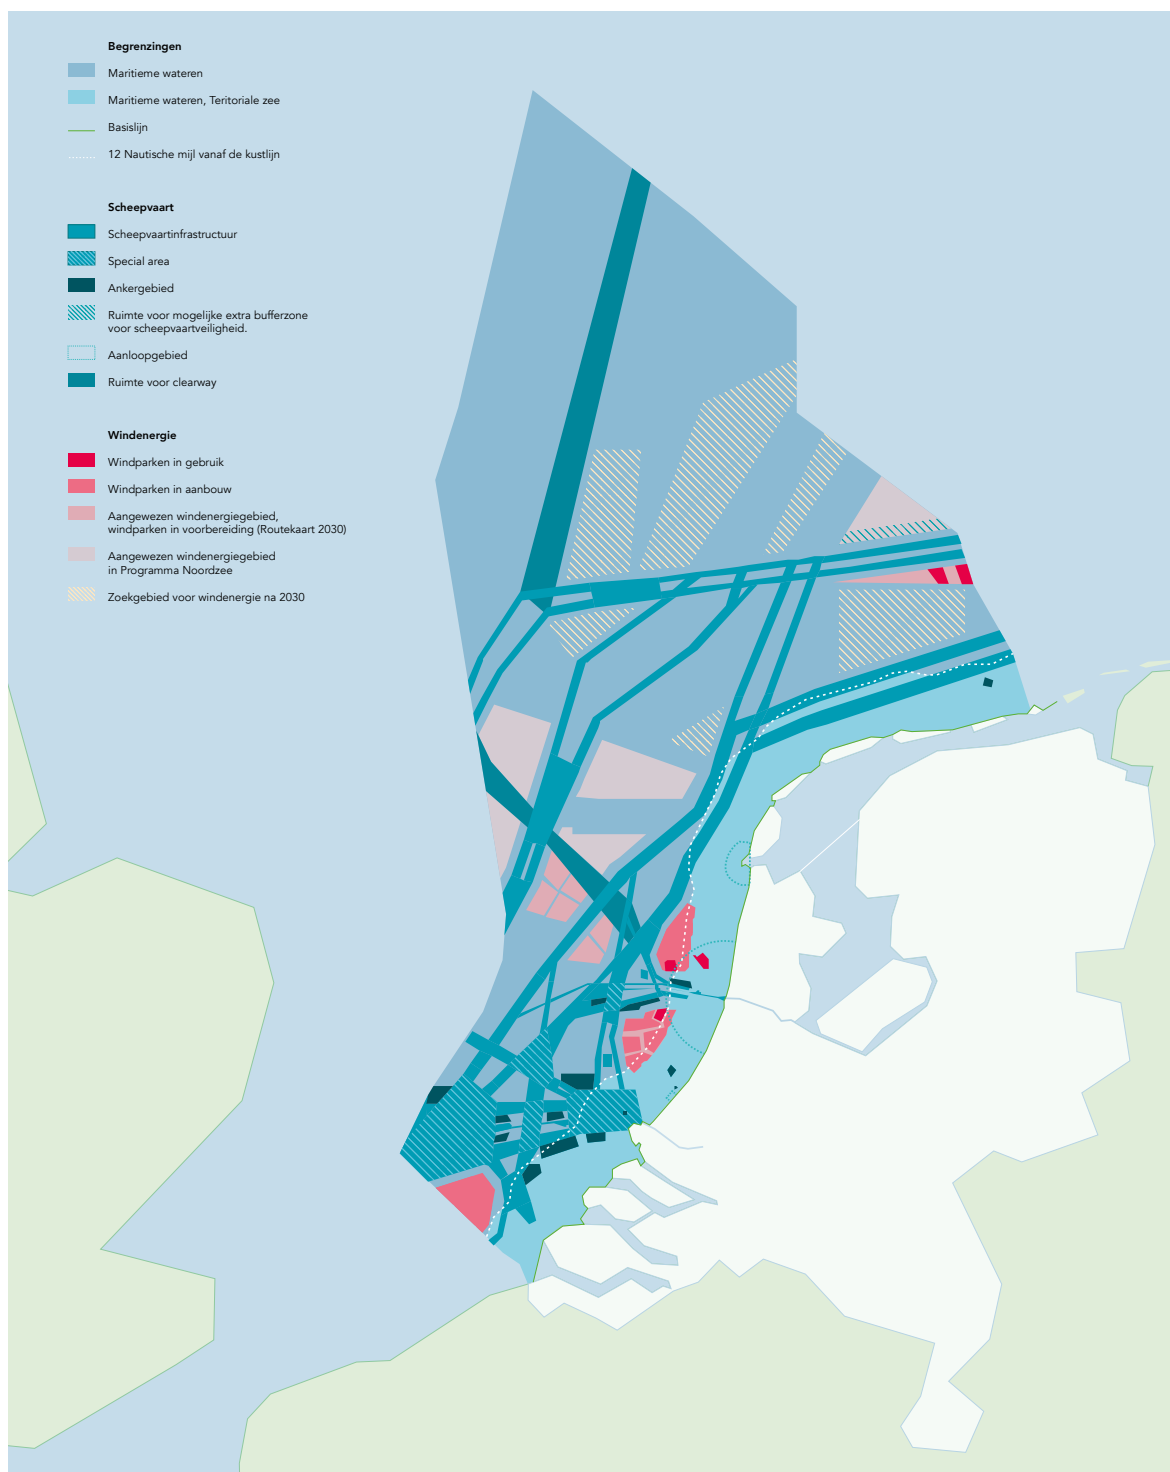 Begrenzingen
Maritieme wateren
Maritieme wateren, Teritoriale zee
Basislijn
12 Nautische mijl vanaf de kustlijn
Scheepvaart
Scheepvaartinfrastructuur
Special area
Ankergebied
Ruimte voor mogelijke extra bufferzone
voor scheepvaartveiligheid.
Aanloopgebied
Ruimte voor clearway
Windenergie
Windparken in gebruik
Windparken in aanbouw
Aangewezen windenergiegebied,
windparken in voorbereiding (Routekaart 2030)
Aangewezen windenergiegebied
in Programma Noordzee
Zoekgebied voor windenergie na 2030